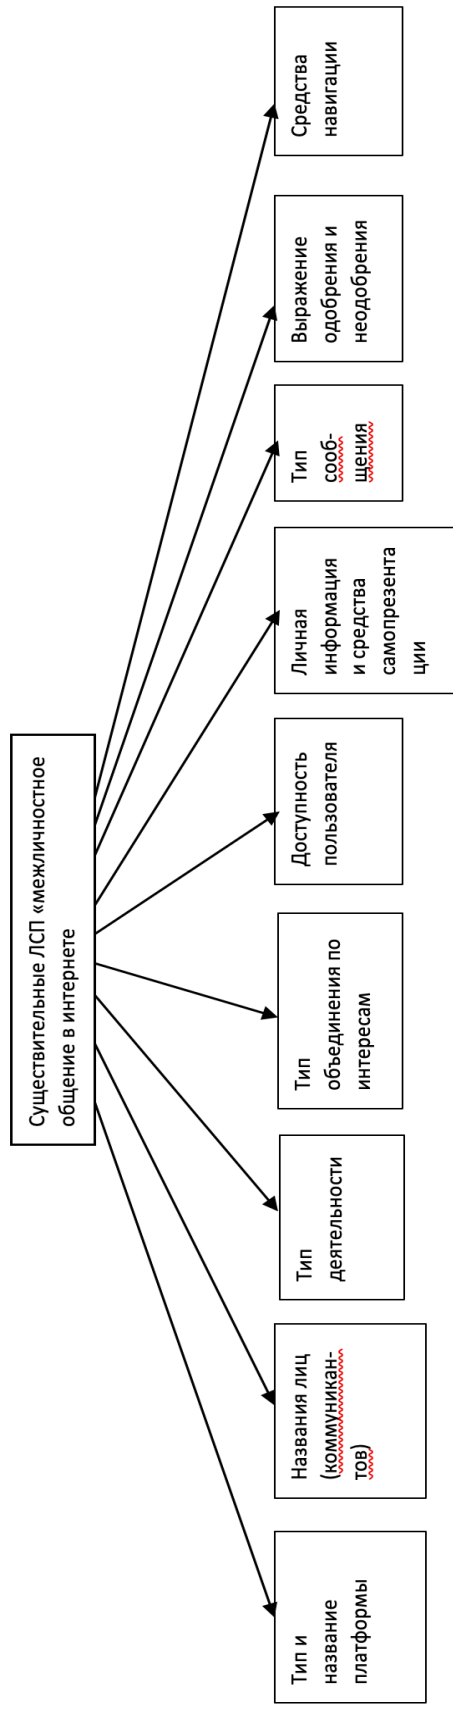 Существительные ЛСП «межличностное
общение в интернете
Тип и
название
платформы
Названия лиц
(коммуникан-
тов)
Тип
деятельности
Тип
объединения по
интересам
Доступность
пользователя
Личная
информация
и средства
самопрезента
ции
Тип
сооб-
щения
Выражение
одобрения и
неодобрения
Средства
навигации